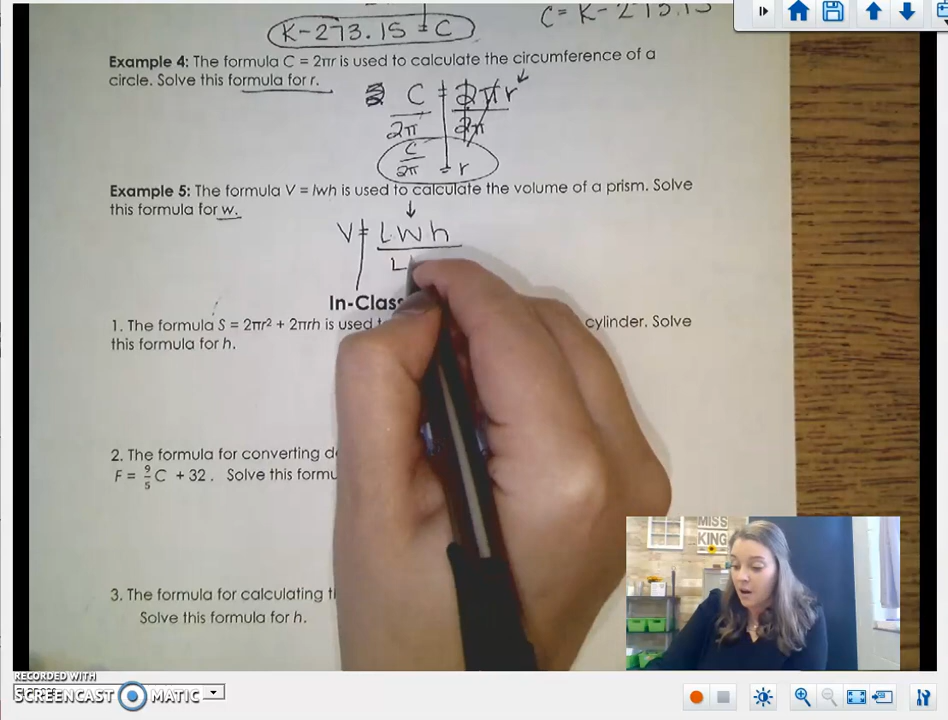 K-273.15 = C
C = K-273.15
Example 4: The formula C = 2πr is used to calculate the circumference of a
circle. Solve this formula for r.
C = 2πr
2π 2π
C/2π = r
Example 5: The formula V = lwh is used to calculate the volume of a prism. Solve
this formula for w.
V = LWh
L
In-Class
1. The formula S = 2πr² + 2πrh is used cylinder. Solve
this formula for h.
2. The formula for converting
F = 9/5 C + 32. Solve this
3. The formula for calculating
Solve this formula for h.
MISS
KING
RECORDED WITH
SCREENCAST MATIC